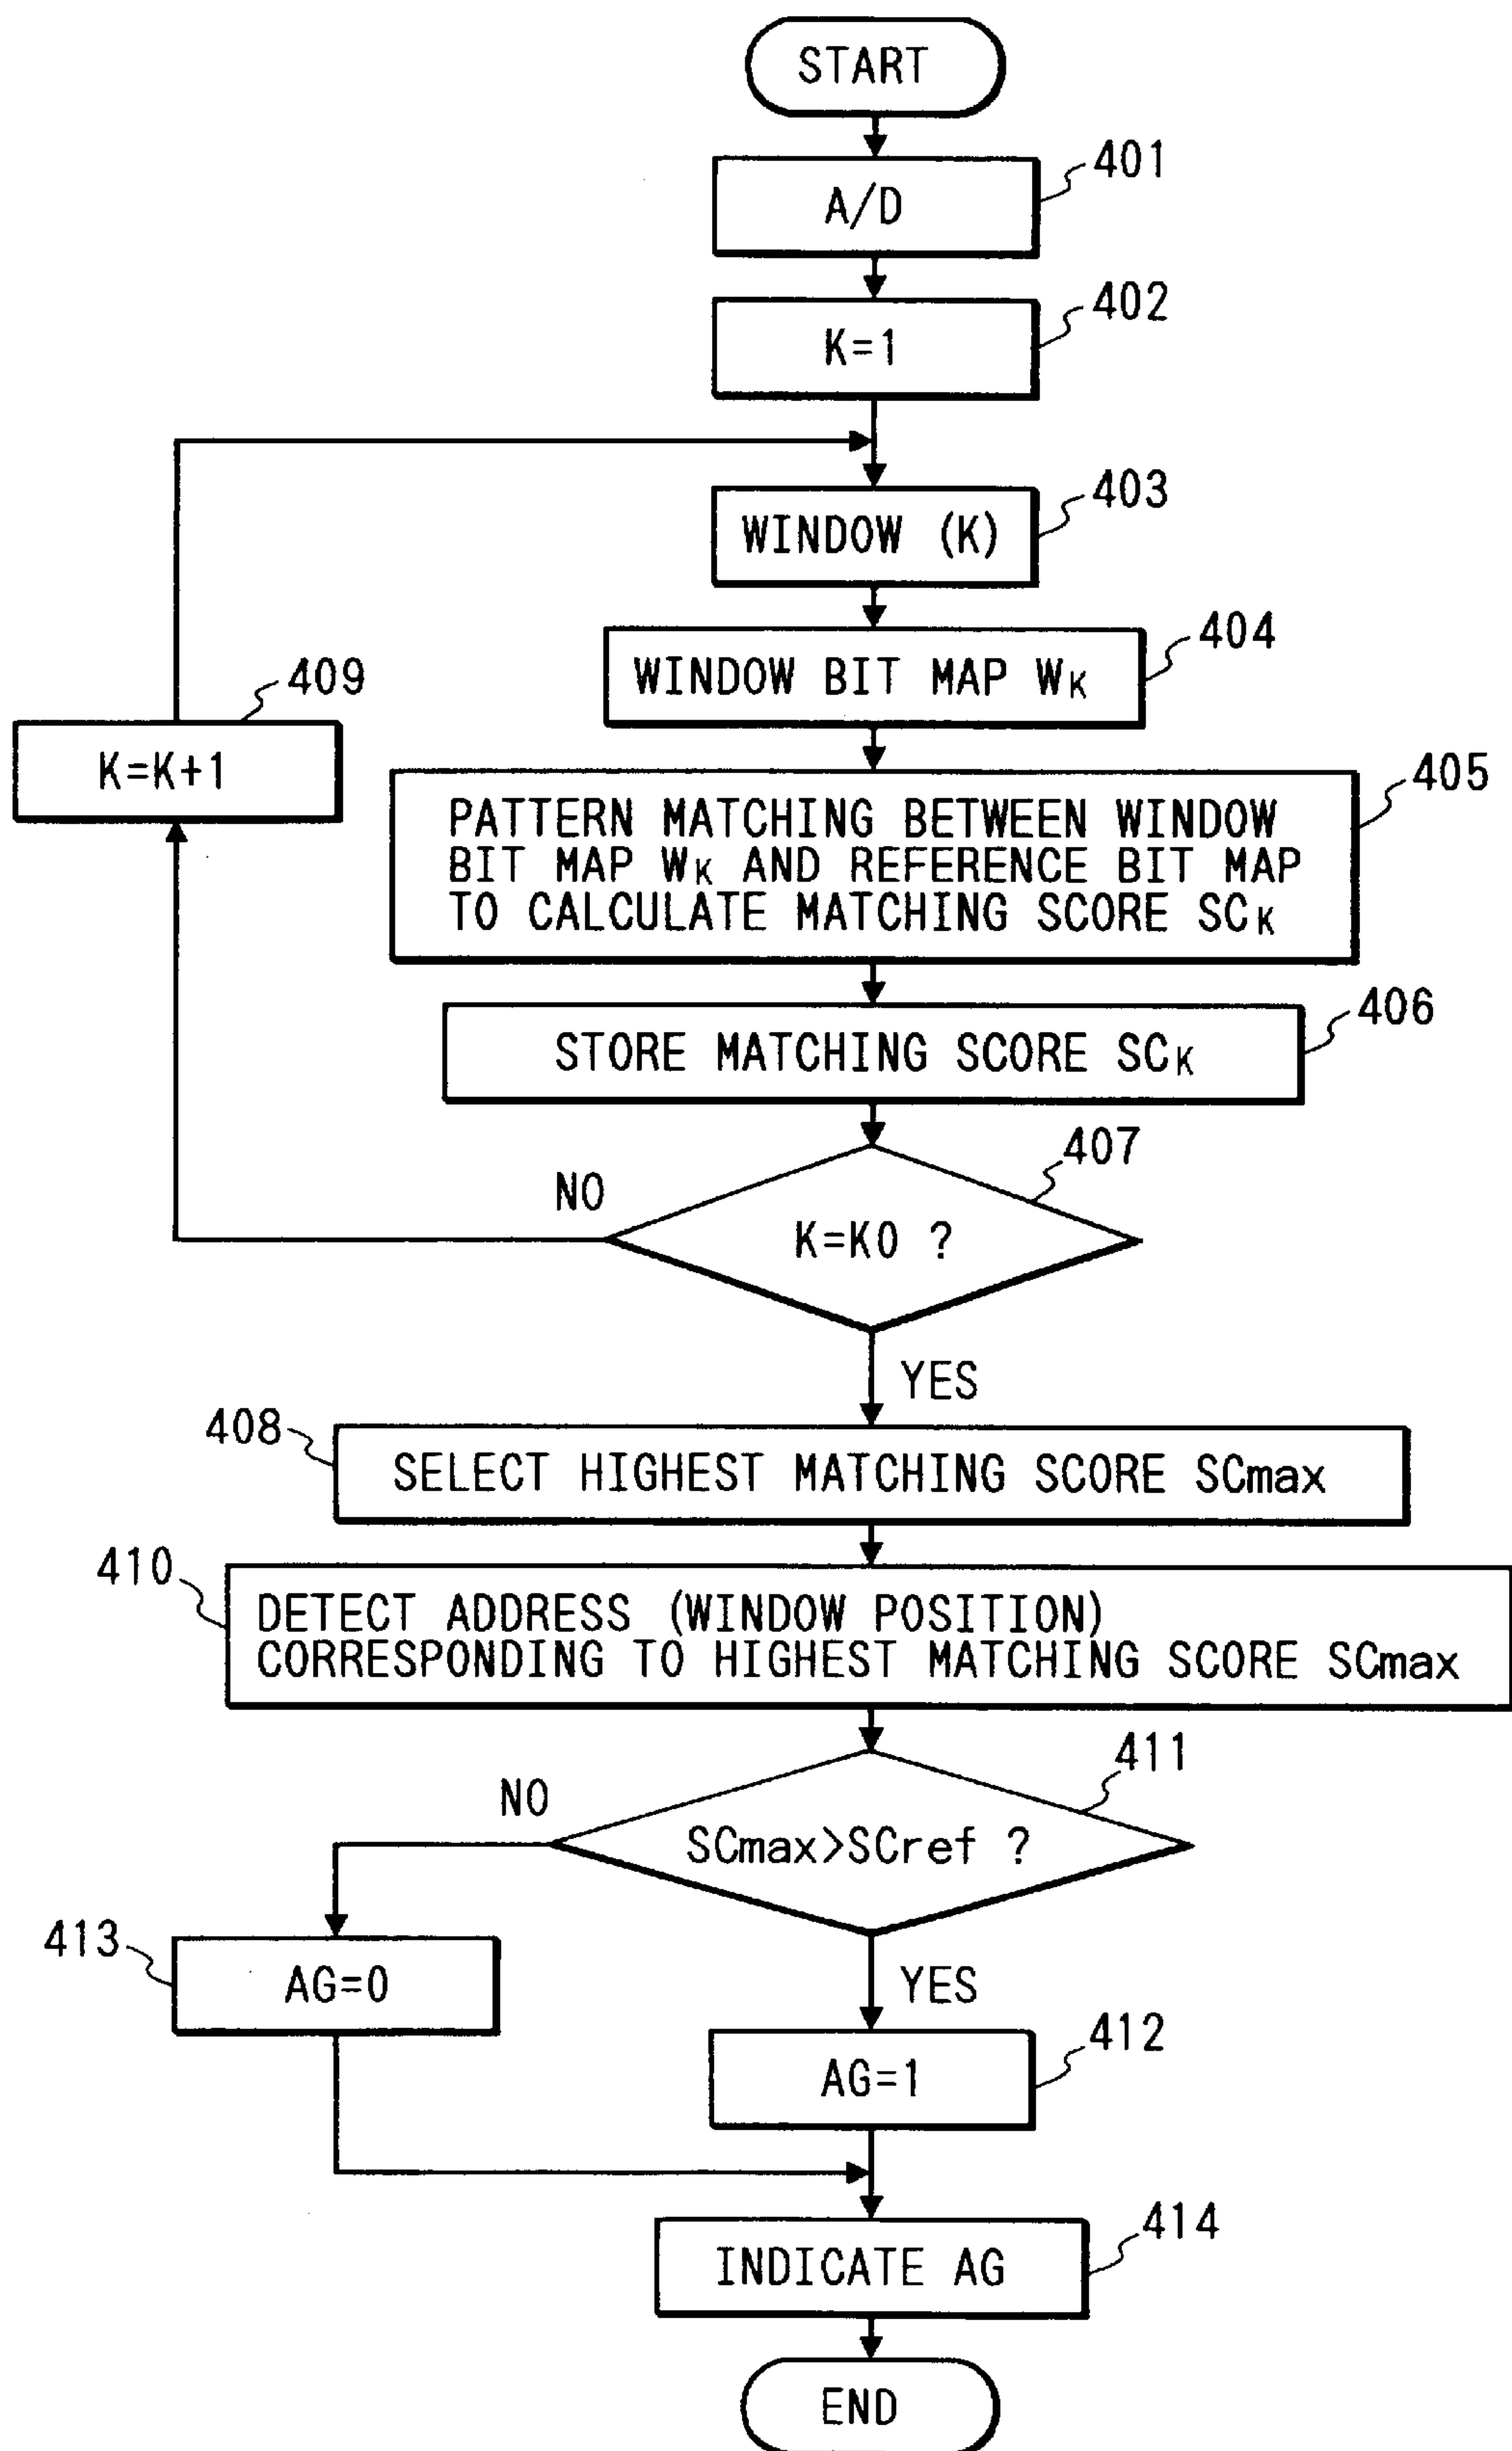 START
401
A/D
402
K=1
403
WINDOW (K)
404
WINDOW BIT MAP WK
409
K=K+1
405
PATTERN MATCHING BETWEEN WINDOW
BIT MAP WK AND REFERENCE BIT MAP
TO CALCULATE MATCHING SCORE SCK
406
STORE MATCHING SCORE SCK
407
NO
K=K0 ?
YES
408
SELECT HIGHEST MATCHING SCORE SCmax
410
DETECT ADDRESS (WINDOW POSITION)
CORRESPONDING TO HIGHEST MATCHING SCORE SCmax
411
NO
SCmax>SCref ?
413
AG=0
YES
412
AG=1
414
INDICATE AG
END